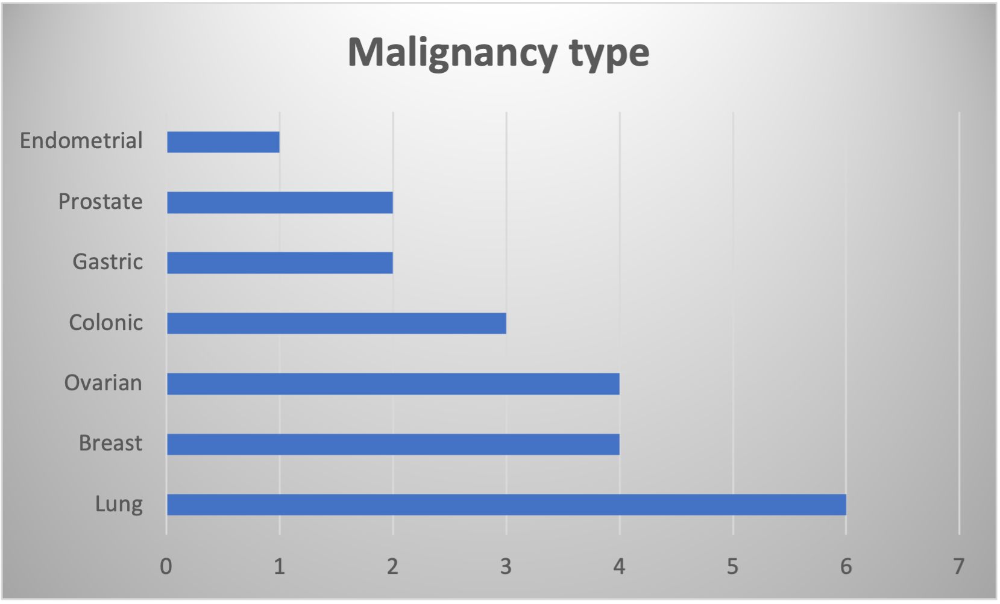 Malignancy type
Endometrial
Prostate
Gastric
Colonic
Ovarian
Breast
Lung
0 1 2 3 4 5 6 7